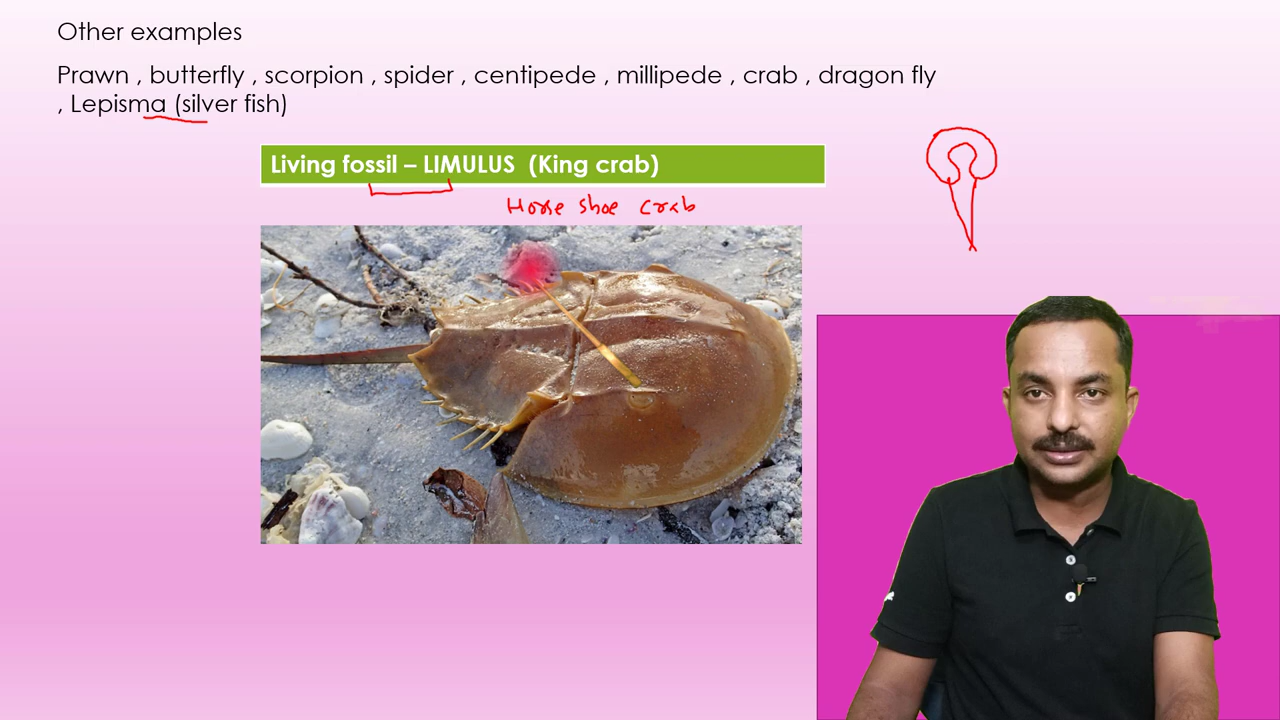 Other examples
Prawn , butterfly , scorpion , spider , centipede , millipede , crab , dragon fly
, Lepisma (silver fish)
Living fossil – LIMULUS (King crab)
Horse shoe crab